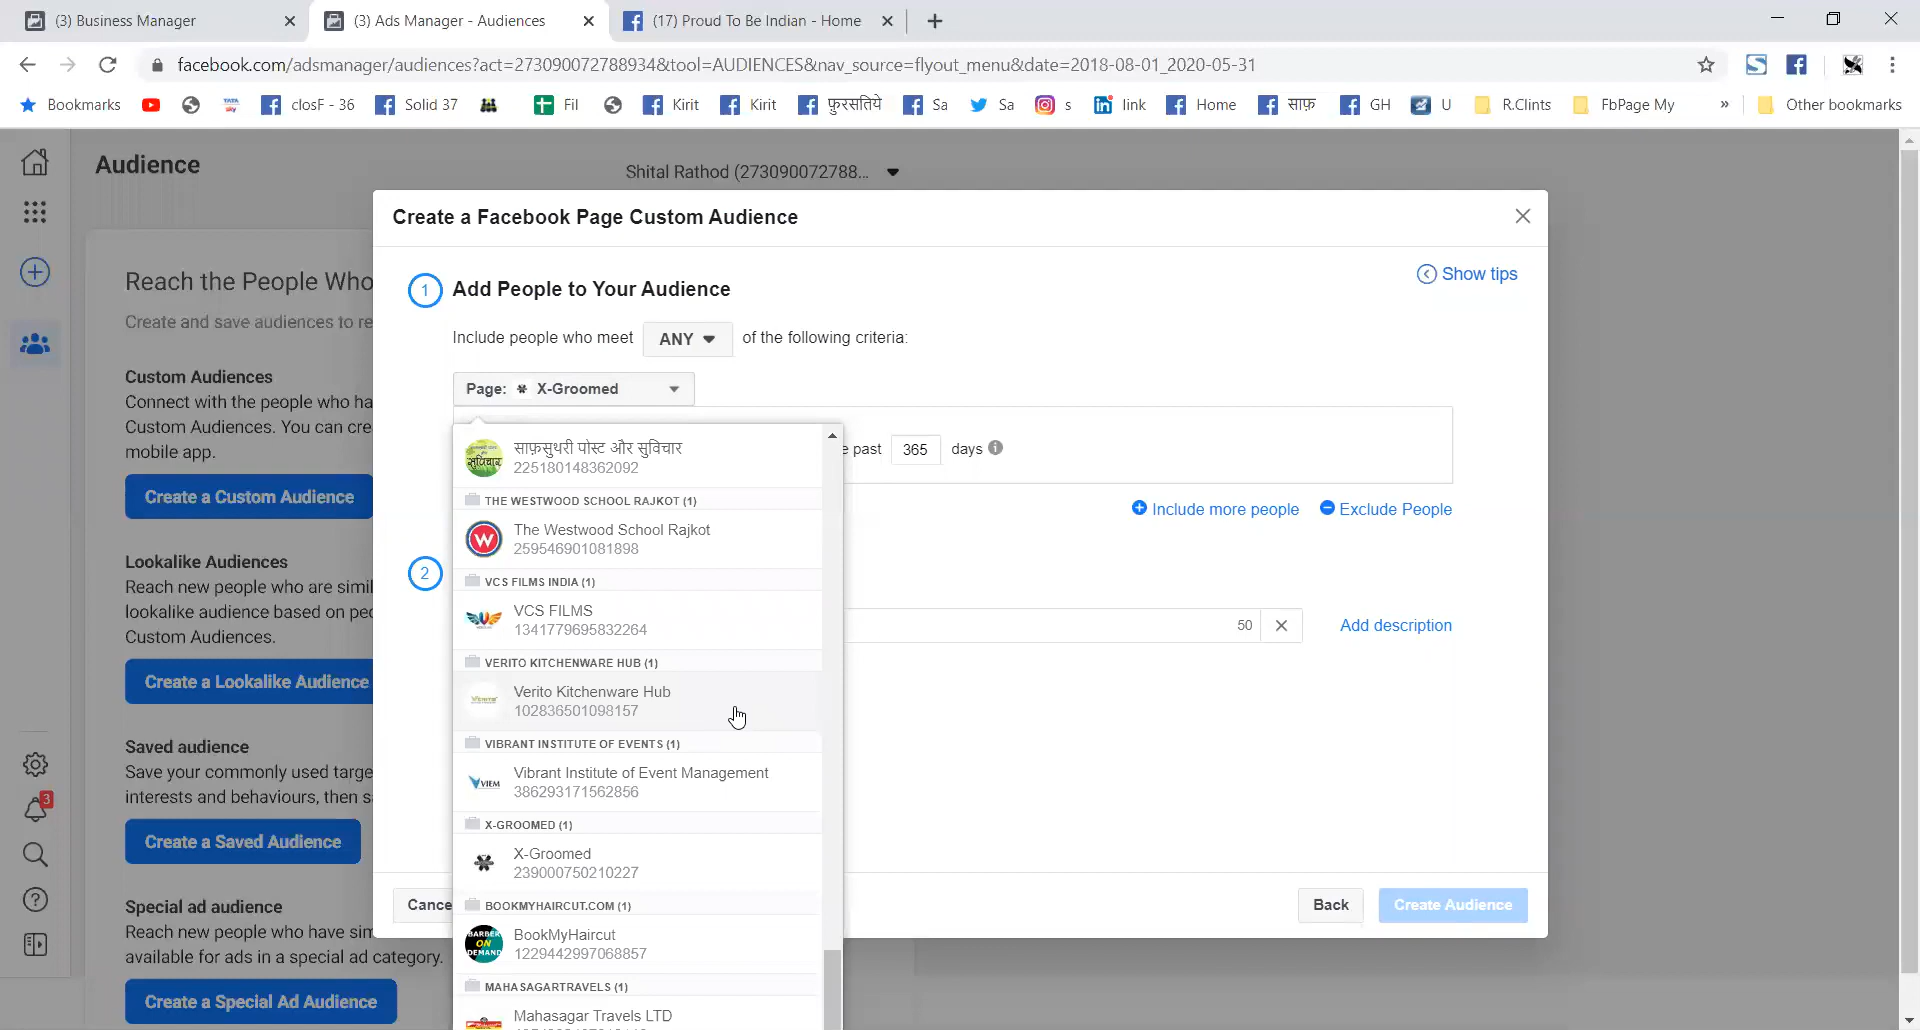 (3) Business Manager
(3) Ads Manager - Audiences
(17) Proud To Be Indian - Home
facebook.com/adsmanager/audiences?act=273090072788934&tool=AUDIENCES&nav_source=flyout_menu&date=2018-08-01_2020-05-31
Bookmarks
closF - 36
Solid 37
Fil
Kirit
Kirit
फुरसतिये
Sa
Sa
s
link
Home
साफ़
GH
U
R.Clints
FbPage My
»
Other bookmarks
Audience
Shital Rathod (273090072788...
Create a Facebook Page Custom Audience
Show tips
1
Add People to Your Audience
Include people who meet ANY of the following criteria:
Page: X-Groomed
e past 365 days
Include more people
Exclude People
2
50
Add description
साफ़सुथरी पोस्ट और सुविचार
225180148362092
THE WESTWOOD SCHOOL RAJKOT (1)
The Westwood School Rajkot
259546901081898
VCS FILMS INDIA (1)
VCS FILMS
1341779695832264
VERITO KITCHENWARE HUB (1)
Verito Kitchenware Hub
102836501098157
VIBRANT INSTITUTE OF EVENTS (1)
VIEM
Vibrant Institute of Event Management
386293171562856
X-GROOMED (1)
X-Groomed
239000750210227
BOOKMYHAIRCUT.COM (1)
BARBER
ON
DEMAND
BookMyHaircut
1229442997068857
MAHASAGARTRAVELS (1)
Mahasagar Travels LTD
Cance
Back
Create Audience
Reach the People Who
Create and save audiences to re
Custom Audiences
Connect with the people who ha
Custom Audiences. You can cre
mobile app.
Create a Custom Audience
Lookalike Audiences
Reach new people who are simil
lookalike audience based on peo
Custom Audiences.
Create a Lookalike Audience
Saved audience
Save your commonly used targe
interests and behaviours, then s
Create a Saved Audience
Special ad audience
Reach new people who have sim
available for ads in a special ad category.
Create a Special Ad Audience
3